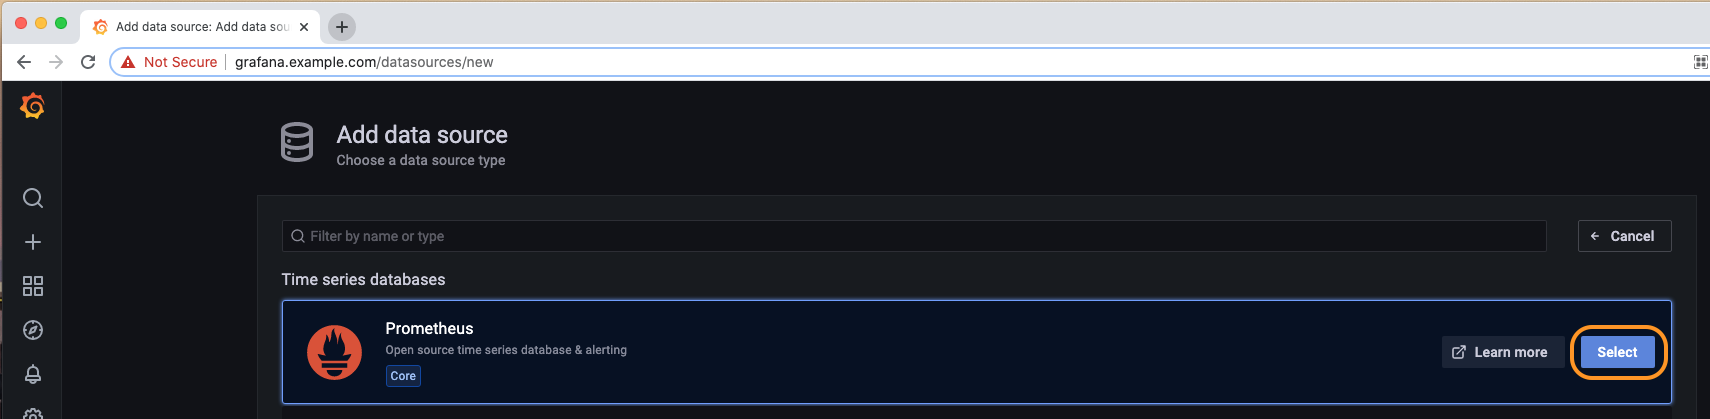 Add data source: Add data sou
Not Secure grafana.example.com/datasources/new
Add data source
Choose a data source type
Filter by name or type
Cancel
Time series databases
Prometheus
Open source time series database & alerting
Core
Learn more
Select